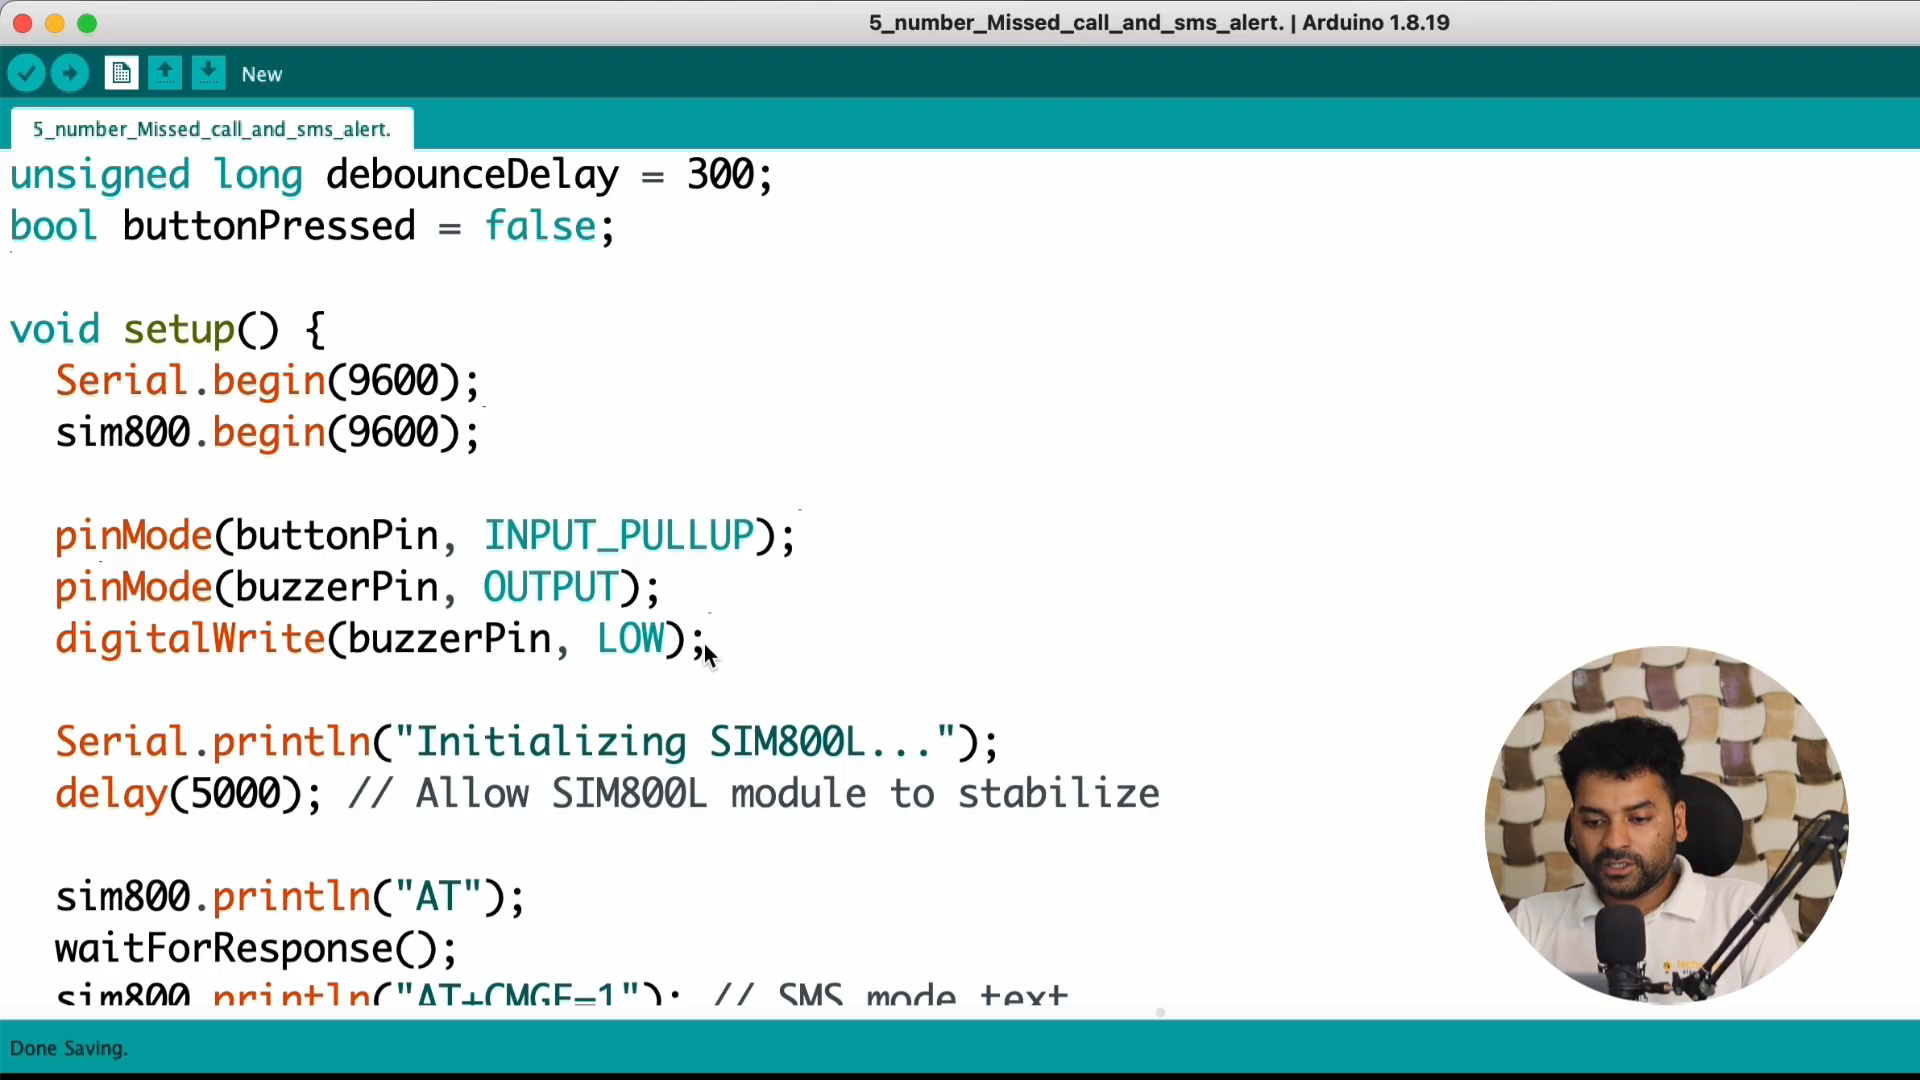 5_number_Missed_call_and_sms_alert. | Arduino 1.8.19
New
5_number_Missed_call_and_sms_alert.
unsigned long debounceDelay = 300;
bool buttonPressed = false;
void setup() {
Serial.begin(9600);
sim800.begin(9600);
pinMode(buttonPin, INPUT_PULLUP);
pinMode(buzzerPin, OUTPUT);
digitalWrite(buzzerPin, LOW);
Serial.println("Initializing SIM800L...");
delay(5000); // Allow SIM800L module to stabilize
sim800.println("AT");
waitForResponse();
sim800.println("AT+CMGF=1"); // SMS mode text
Done Saving.